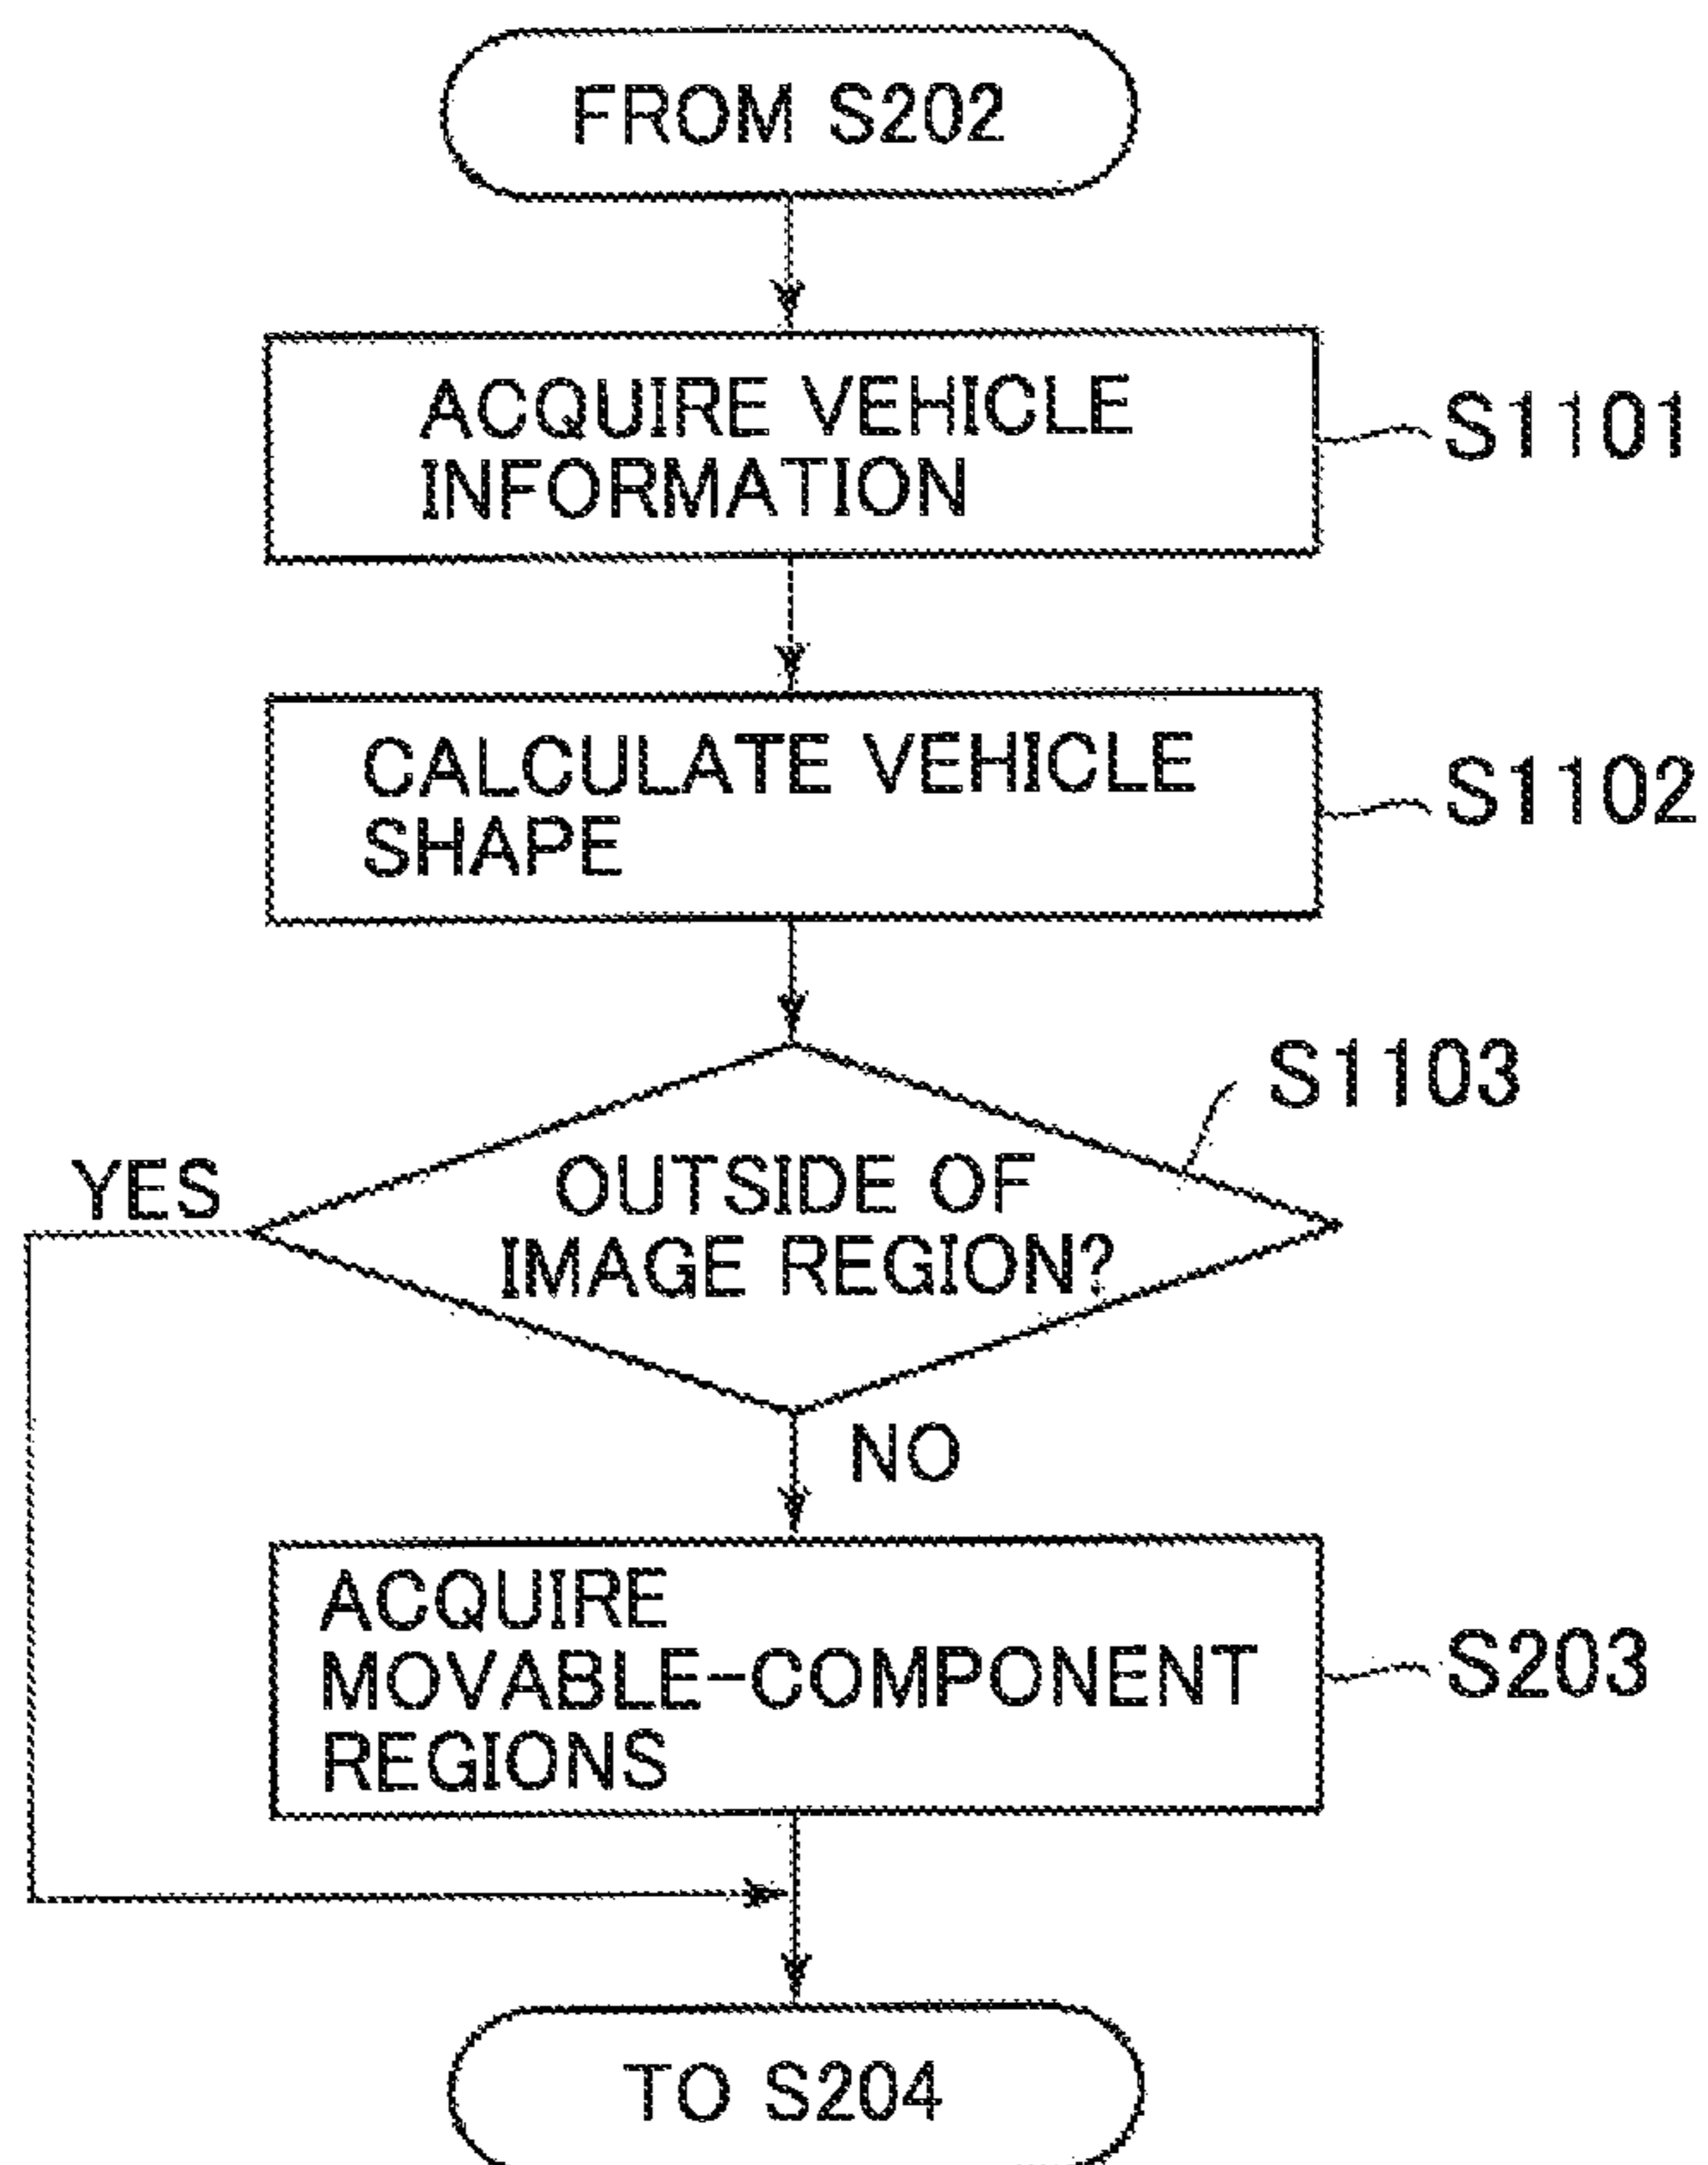 FROM S202
ACQUIRE VEHICLE
INFORMATION
S1101
CALCULATE VEHICLE
SHAPE
S1102
S1103
YES
OUTSIDE OF
IMAGE REGION?
NO
ACQUIRE
MOVABLE-COMPONENT
REGIONS
S203
TO S204